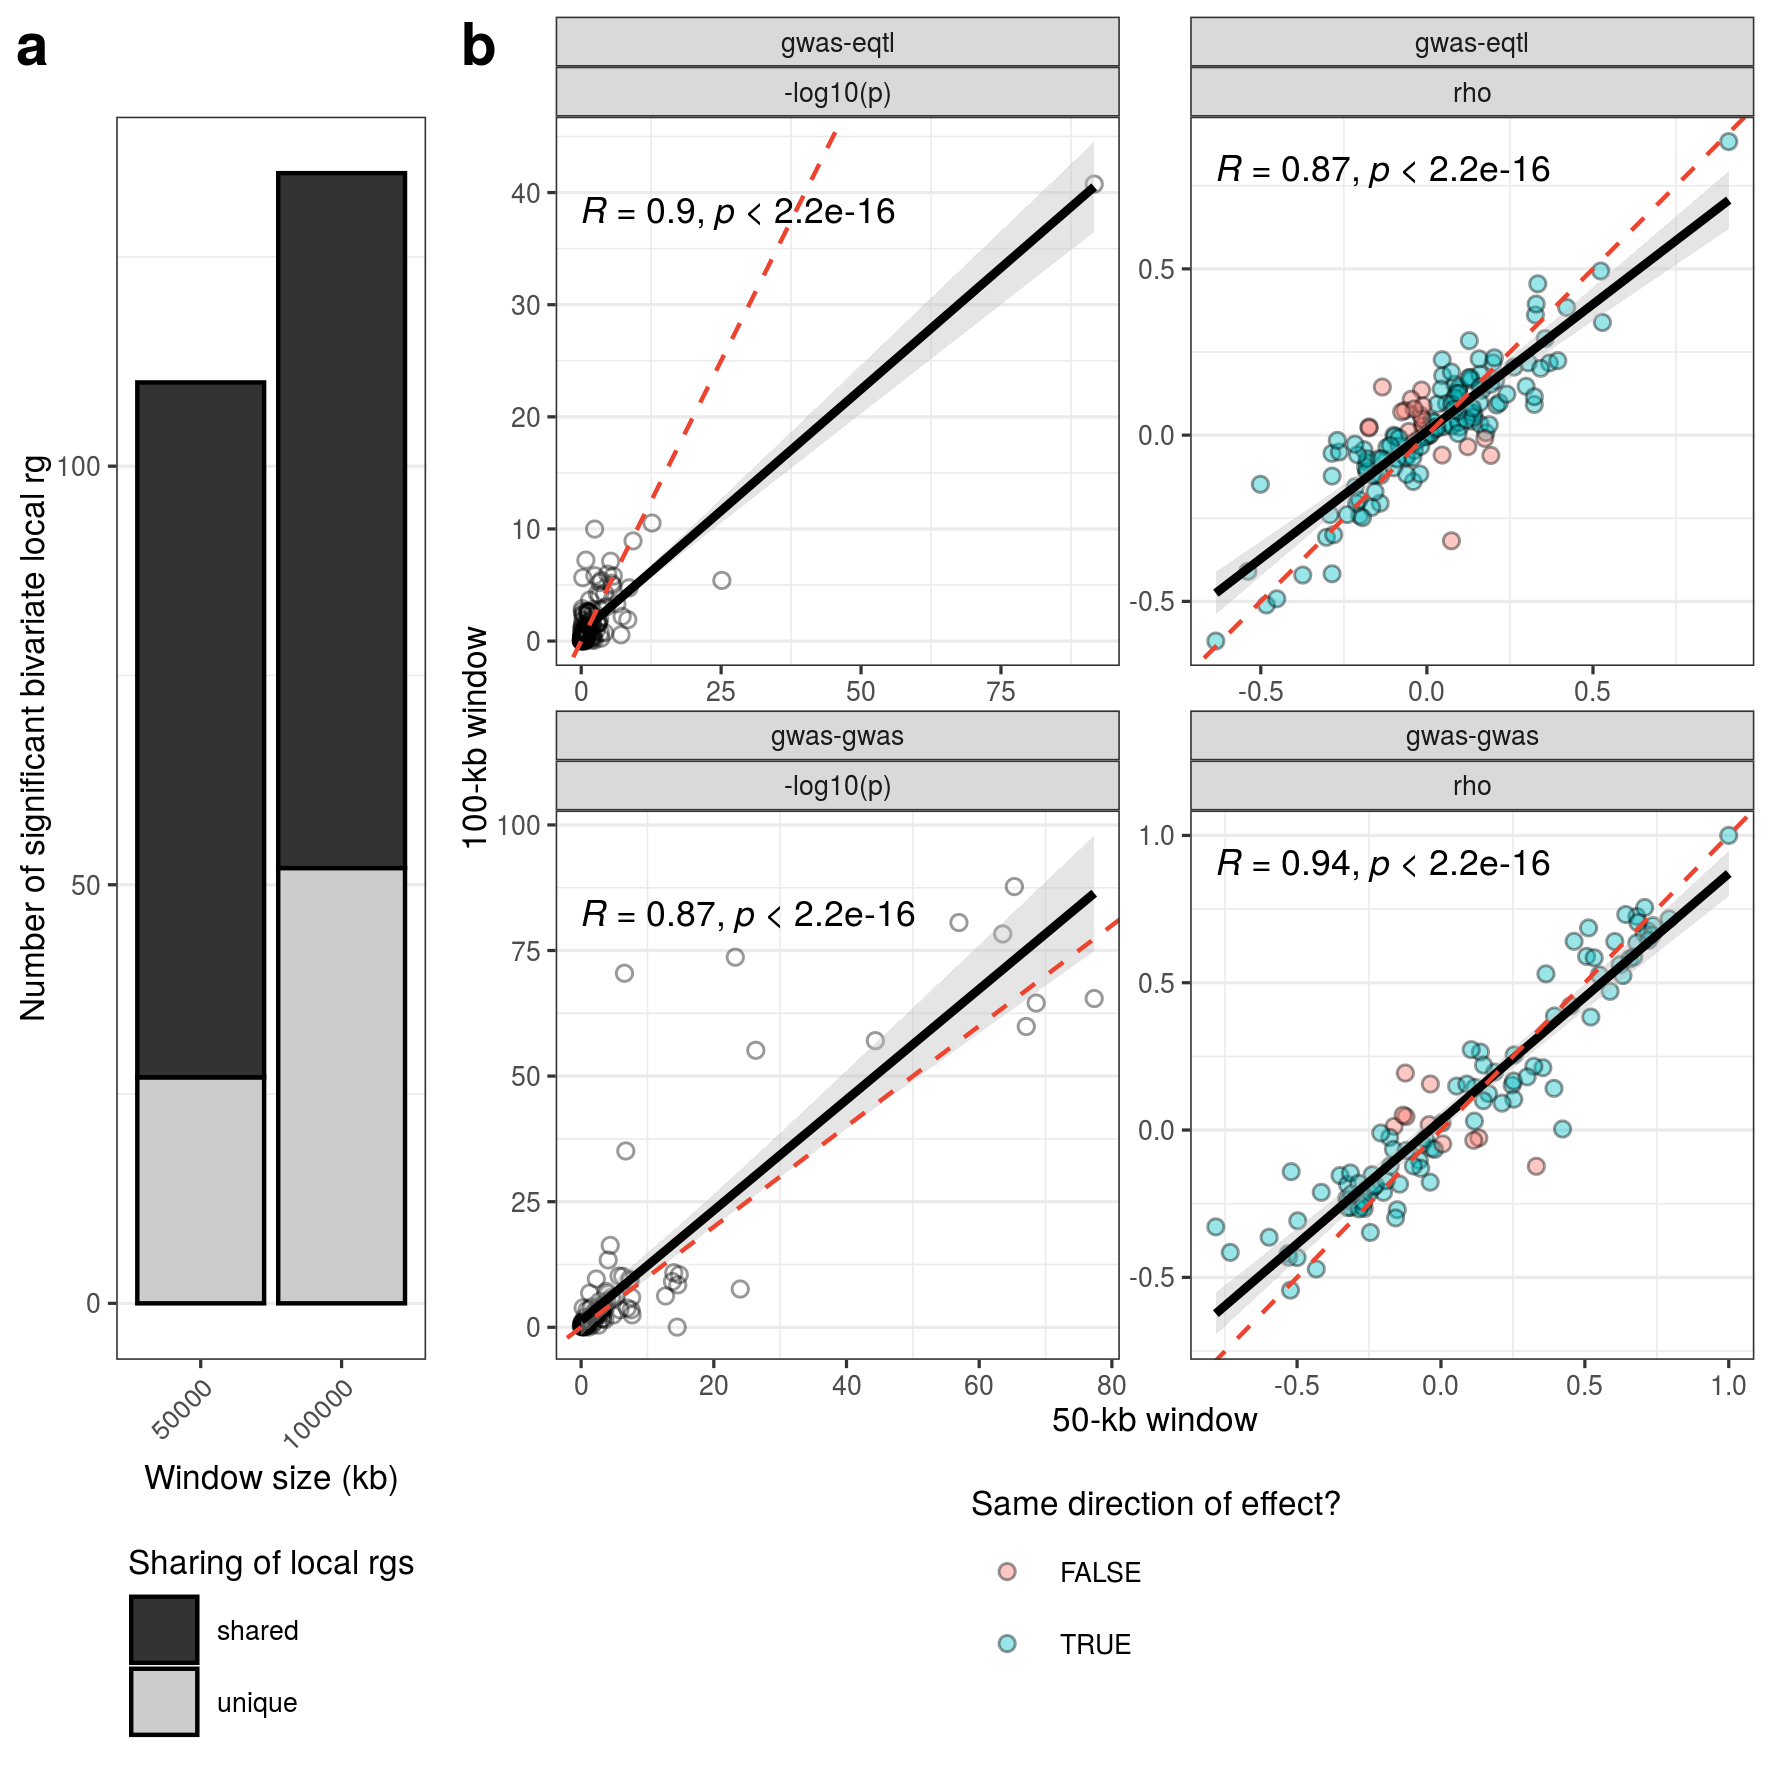 a
Number of significant bivariate local rg
100
50
0
50000
100000
Window size (kb)
Sharing of local rgs
shared
unique
b
100-kb window
gwas-eqtl
-log10(p)
R = 0.9, p < 2.2e-16
40
30
20
10
0
0 25 50 75
gwas-eqtl
rho
R = 0.87, p < 2.2e-16
0.5
0.0
-0.5
-0.5 0.0 0.5
gwas-gwas
-log10(p)
R = 0.87, p < 2.2e-16
100
75
50
25
0
0 20 40 60 80
gwas-gwas
rho
R = 0.94, p < 2.2e-16
1.0
0.5
0.0
-0.5
-0.5 0.0 0.5 1.0
50-kb window
Same direction of effect?
FALSE
TRUE